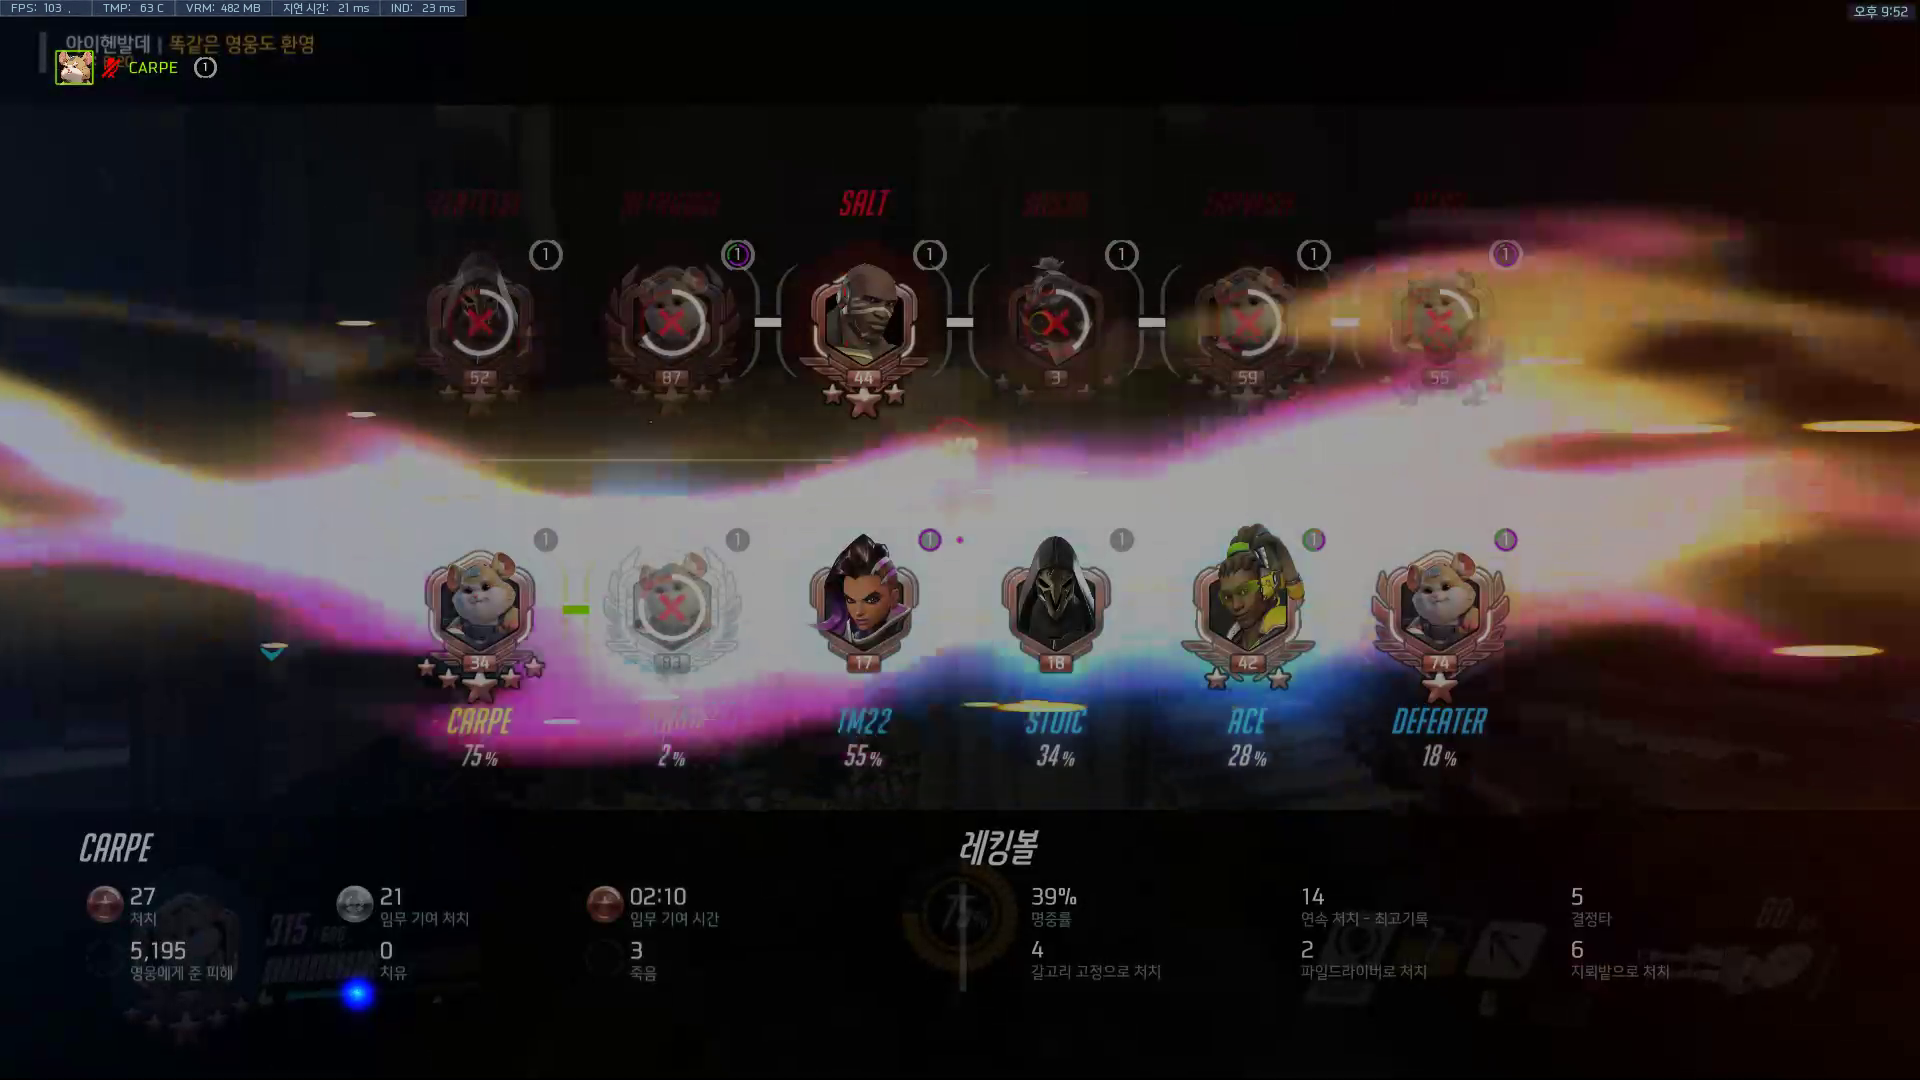 FPS: 103 , TMP: 63 C VRM: 482 MB 지연 시간: 21 ms IND: 23 ms
오후 9:52
아이헨발데 | 똑같은 영웅도 환영
CARPE 1
SALT
1 1 1 1 1 1
52 87 44 3 59 55
1 1 1 1 1 1
34 17 18 42 74
CARPE TM22 STOIC ACE DEFEATER
75% 2% 55% 34% 28% 18%
CARPE
레킹볼
27 21 02:10 39% 14 5
처치 임무 기여 처치 임무 기여 시간 명중률 연속 처치 - 최고기록 결정타
5,195 0 3 4 2 6
영웅에게 준 피해 치유 죽음 갈고리 고정으로 처치 파일드라이버로 처치 지뢰밭으로 처치
315
75%